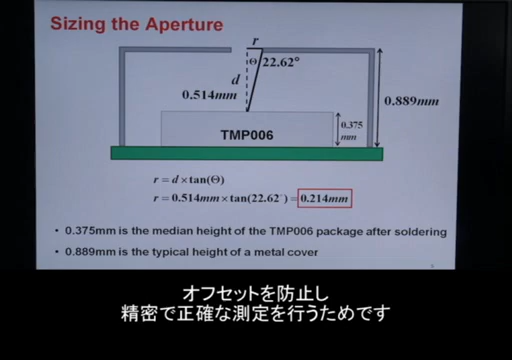 Sizing the Aperture
r
Θ 22.62°
d
0.514mm
0.889mm
0.375
mm
TMP006
r = d × tan(Θ)
r = 0.514mm × tan(22.62°) = 0.214mm
• 0.375mm is the median height of the TMP006 package after soldering
• 0.889mm is the typical height of a metal cover
オフセットを防止し
精密で正確な測定を行うためです